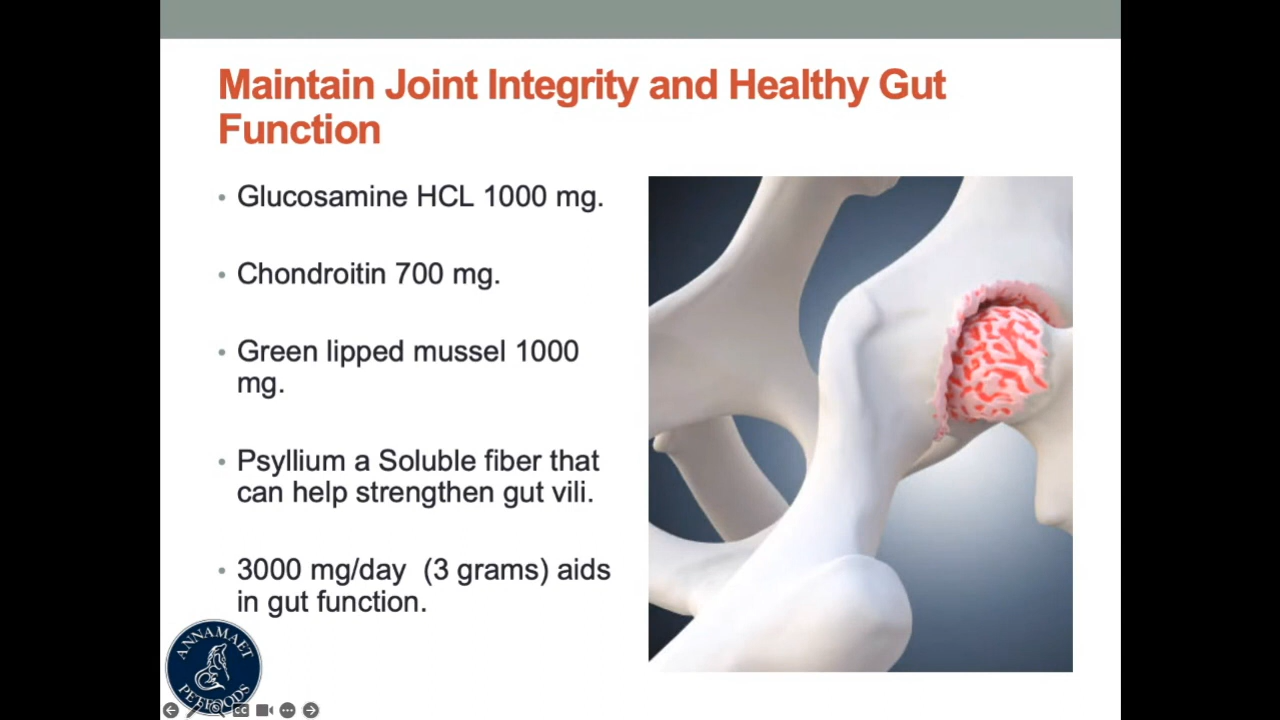 Maintain Joint Integrity and Healthy Gut
Function
• Glucosamine HCL 1000 mg.
• Chondroitin 700 mg.
• Green lipped mussel 1000
mg.
• Psyllium a Soluble fiber that
can help strengthen gut vili.
• 3000 mg/day (3 grams) aids
in gut function.
ANNAMAET
PETFOODS
CC